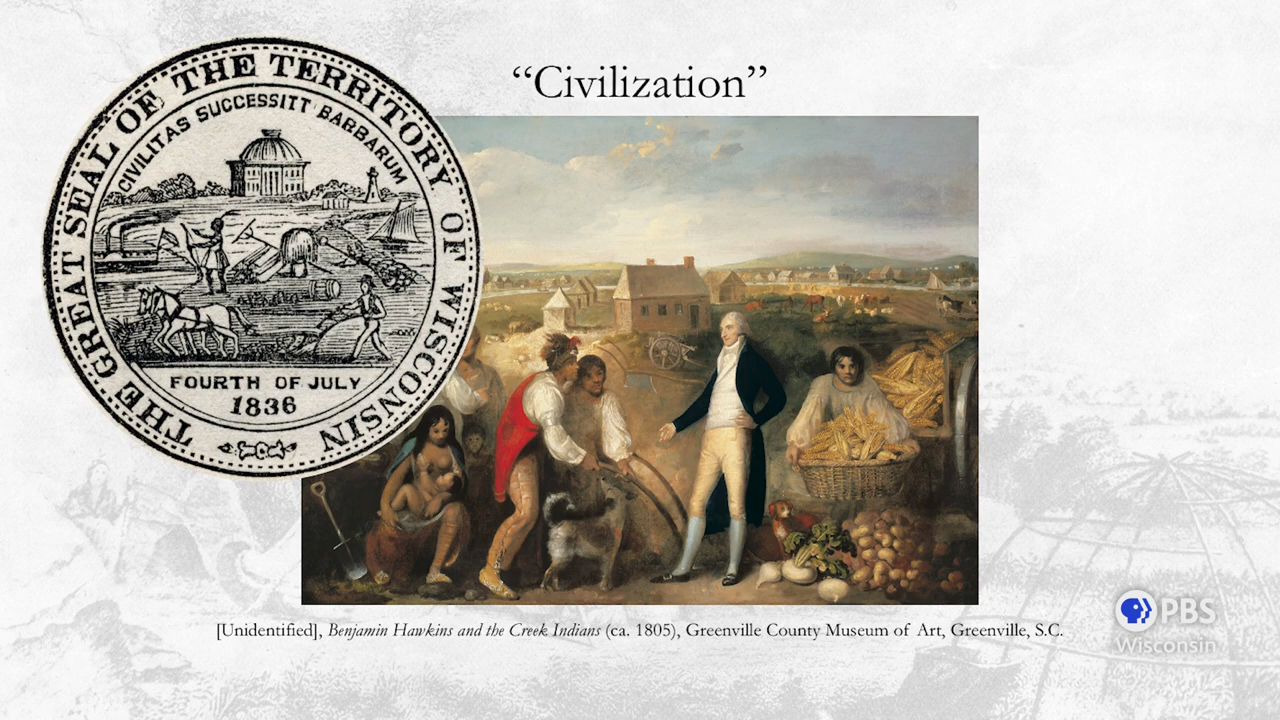 “Civilization”
THE GREAT SEAL OF THE TERRITORY OF WISCONSIN
CIVILITAS SUCCESSITT BARBARUM
FOURTH OF JULY
1836
[Unidentified], Benjamin Hawkins and the Creek Indians (ca. 1805), Greenville County Museum of Art, Greenville, S.C.
PBS
Wisconsin